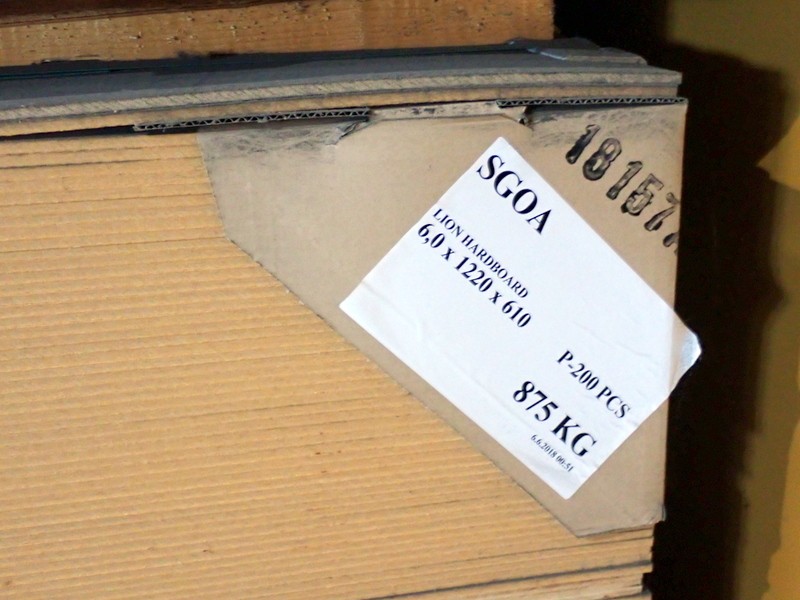 SGOA
LION HARDBOARD
6,0 x 1220 x 610
P-200 PCS
875 KG
6.6.2018 00:51
18157